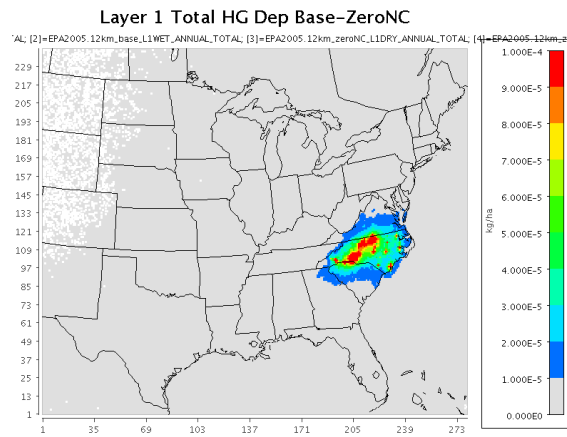 Layer 1 Total HG Dep Base-ZeroNC
AL; [2]=EPA2005.12km_base_L1WET_ANNUAL_TOTAL; [3]=EPA2005.12km_zeroNC_L1DRY_ANNUAL_TOTAL; [4]=EPA2005.12km_z
229
217
205
193
181
169
157
145
133
121
109
97
85
73
61
49
37
25
13
1
1 35 69 103 137 171 205 239 273
1.000E-4
9.000E-5
8.000E-5
7.000E-5
6.000E-5
5.000E-5
4.000E-5
3.000E-5
2.000E-5
1.000E-5
0.000E0
kg/ha